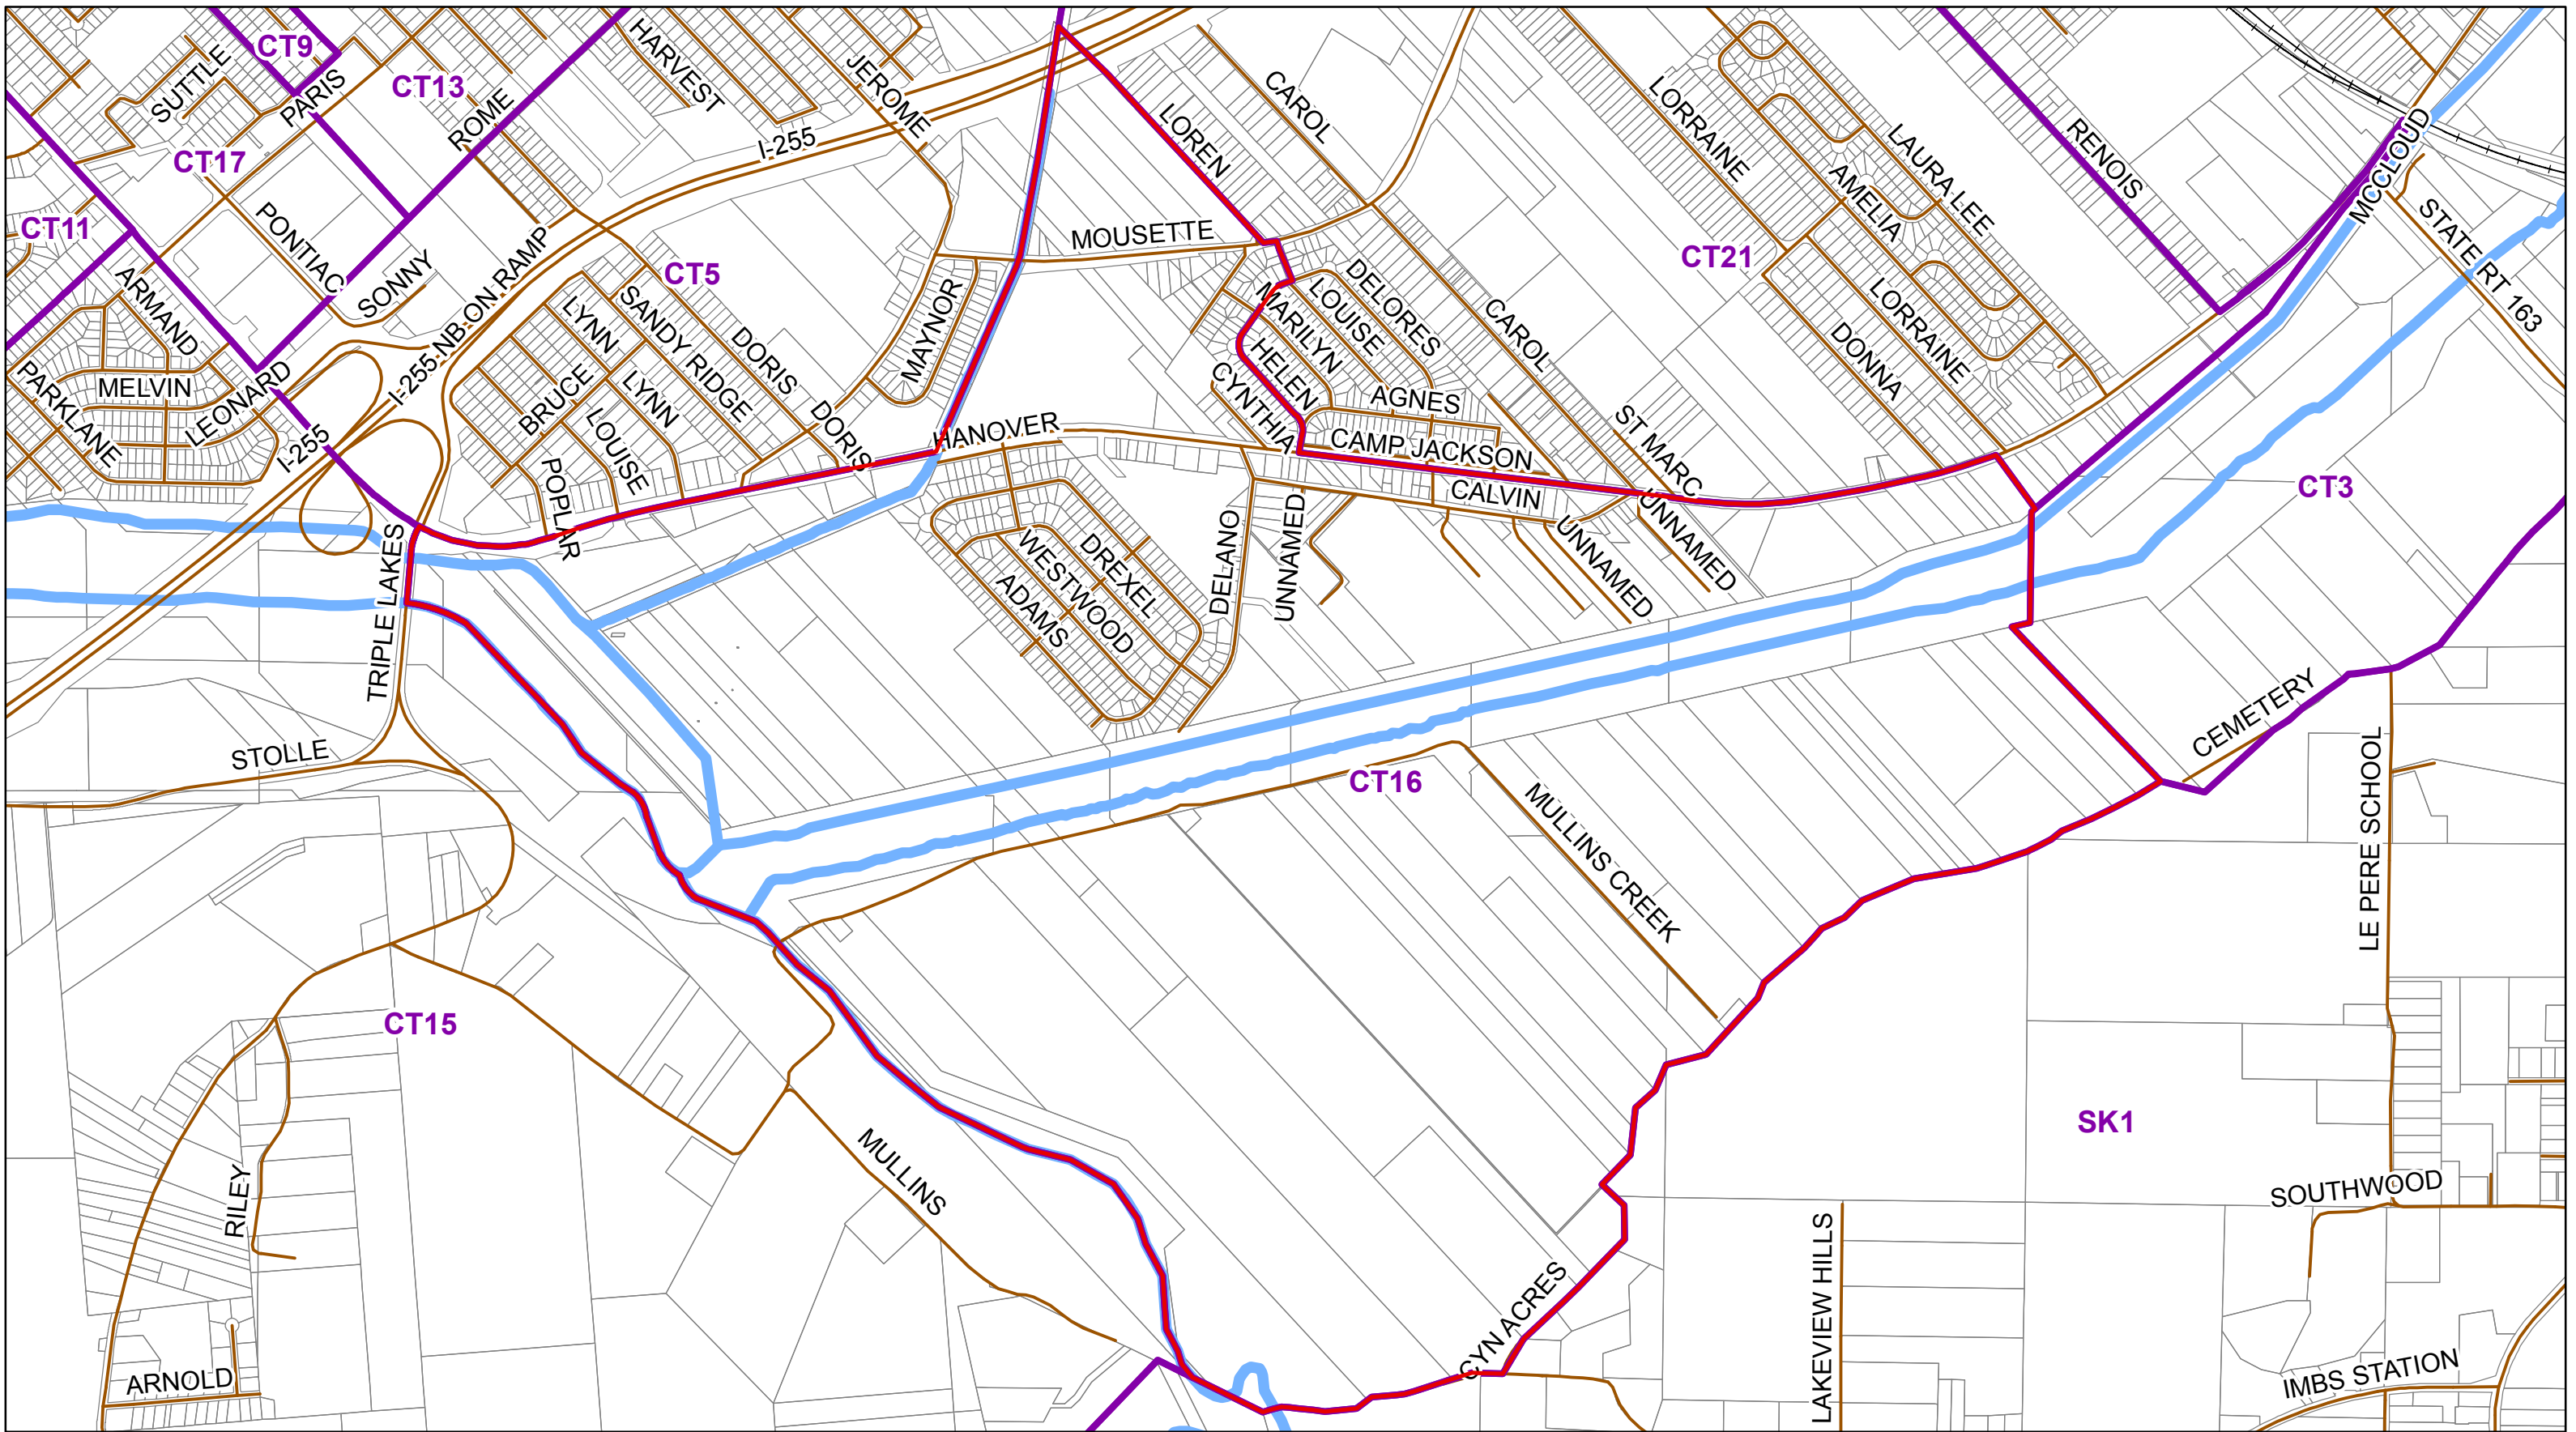 CT9
SUTTLE
PARIS
CT13
ROME
HARVEST
JEROME
I-255
LOREN
CAROL
LORRAINE
LAURA LEE
AMELIA
RENOIS
MCCLOUD
STATE RT 163
CT17
CT11
PONTIAC
SONNY
ARMAND
I-255 NB ON RAMP
CT5
MOUSETTE
CT21
MELVIN
PARKLANE
LEONARD
I-255
LYNN
SANDY RIDGE
DORIS
BRUCE
LYNN
LOUISE
POPLAR
DORIS
MAYNOR
HANOVER
DELORES
LOUISE
MARILYN
HELEN
CYNTHIA
AGNES
CAMP JACKSON
CALVIN
CAROL
ST MARC
LORRAINE
DONNA
CT3
TRIPLE LAKES
STOLLE
DREXEL
WESTWOOD
ADAMS
DELANO
UNNAMED
UNNAMED
UNNAMED
CEMETERY
CT16
MULLINS CREEK
LE PERE SCHOOL
CT15
SK1
RILEY
MULLINS
SOUTHWOOD
CYN ACRES
LAKEVIEW HILLS
ARNOLD
IMBS STATION